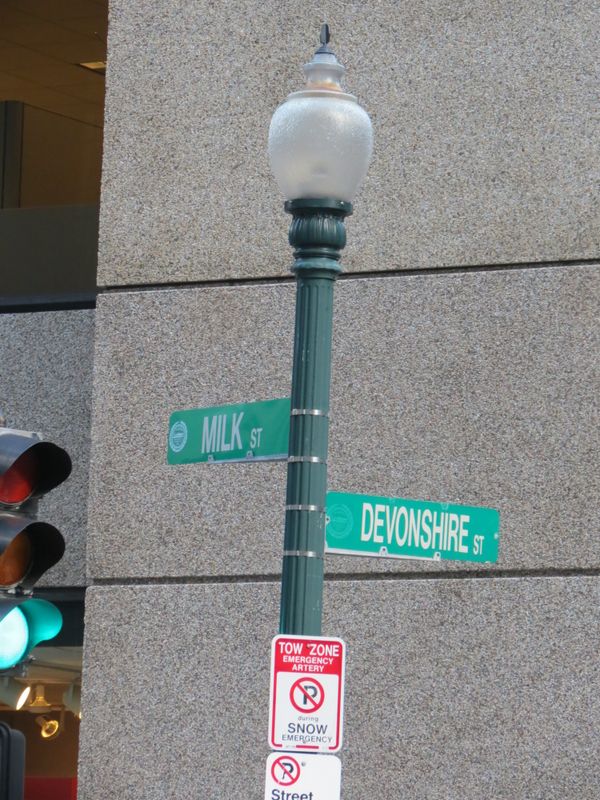 MILK ST
DEVONSHIRE ST
TOW ZONE
EMERGENCY
ARTERY
P
during
SNOW
EMERGENCY
P
Street